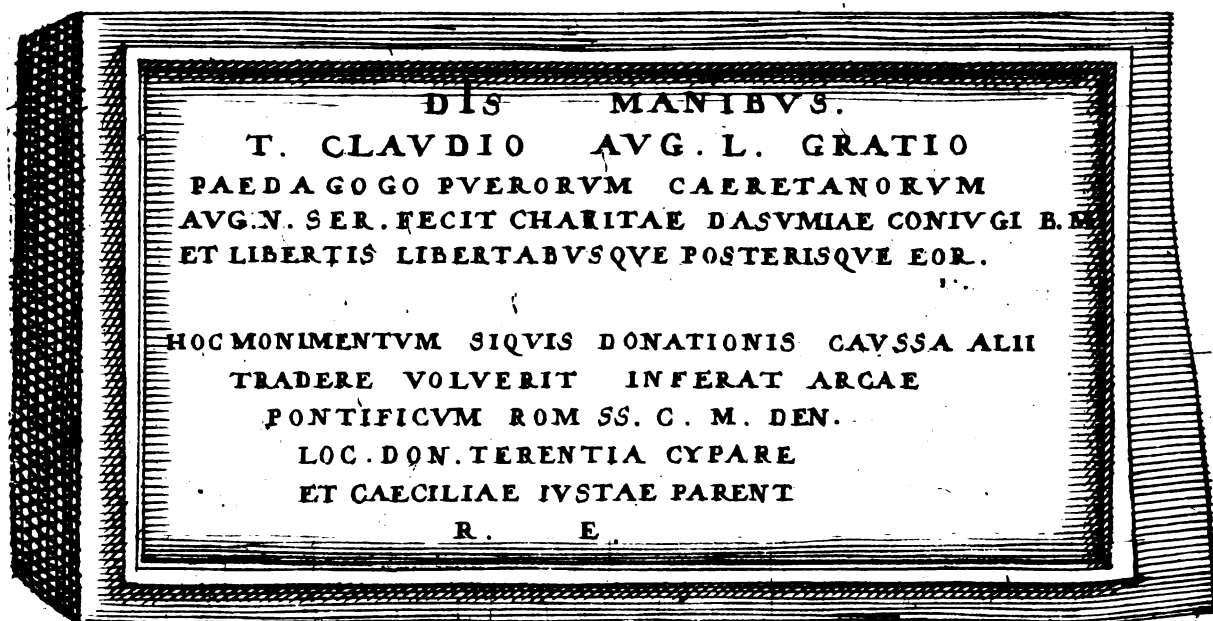 DIS MANIBVS.
T. CLAVDIO AVG. L. GRATIO
PAEDAGOGO PVERORVM CAERETANORVM
AVG. N. SER. FECIT CHARITAE DASVMIAE CONIVGI B. M
ET LIBERTIS LIBERTABVSQVE POSTERISQVE EOR.
HOC MONIMENTVM SIQVIS DONATIONIS CAVSSA ALII
TRADERE VOLVERIT INFERAT ARCAE
PONTIFICVM ROM SS. C. M. DEN.
LOC. DON. TERENTIA CYPARE
ET CAECILIAE IVSTAE PARENT
R. E.